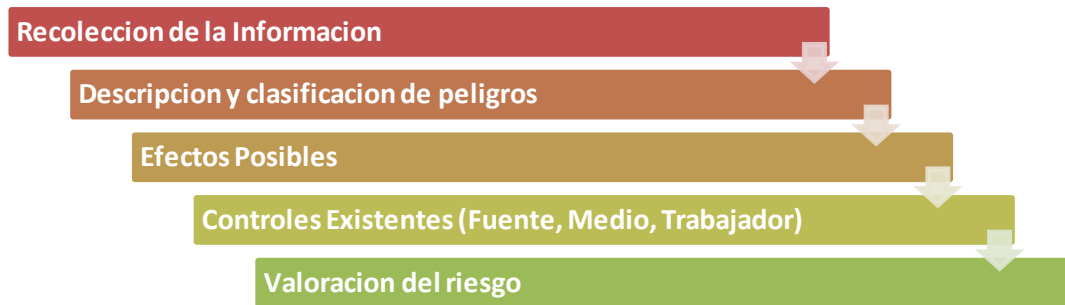 Recoleccion de la Informacion
Descripcion y clasificacion de peligros
Efectos Posibles
Controles Existentes (Fuente, Medio, Trabajador)
Valoracion del riesgo